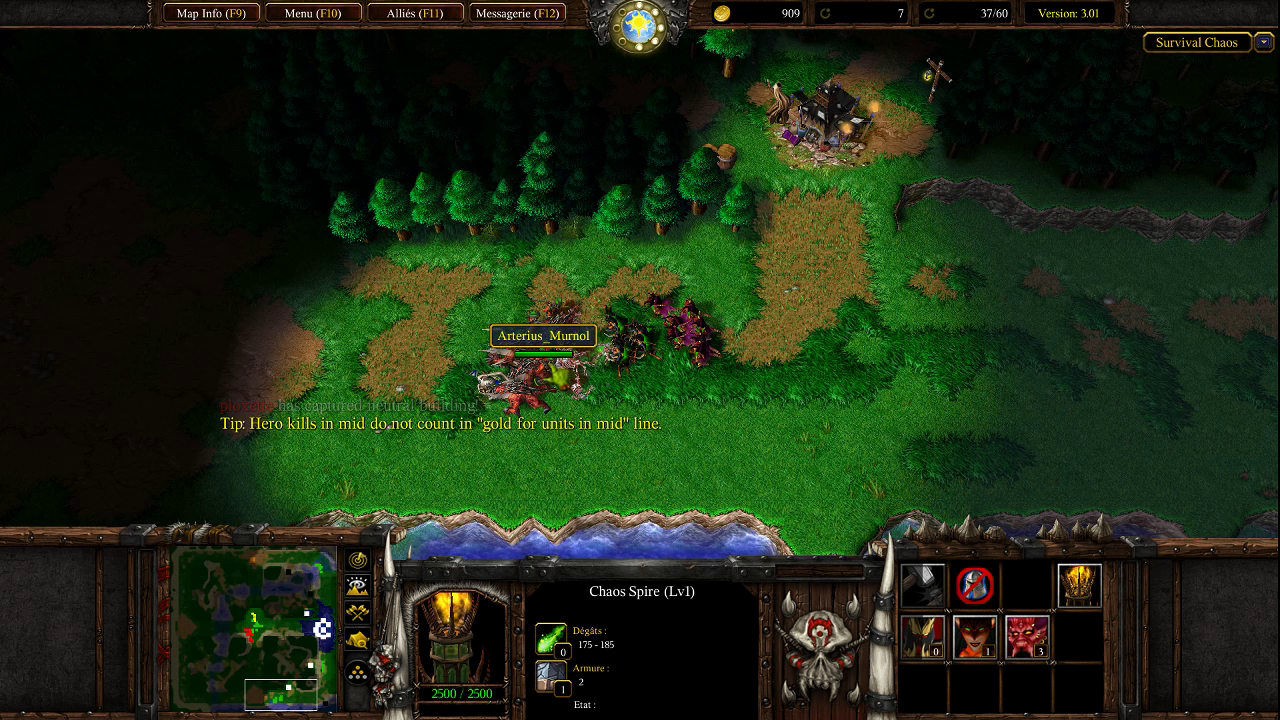 Map Info (F9) Menu (F10) Alliés (F11) Messagerie (F12) 909 7 37/60 Version: 3.01
Survival Chaos
Arterius_Murnol
has captured neutral building.
Tip: Hero kills in mid do not count in "gold for units in mid" line.
Chaos Spire (Lv1)
Dégâts :
175 - 185
0
Armure :
2
1
Etat :
2500 / 2500
0 1 3